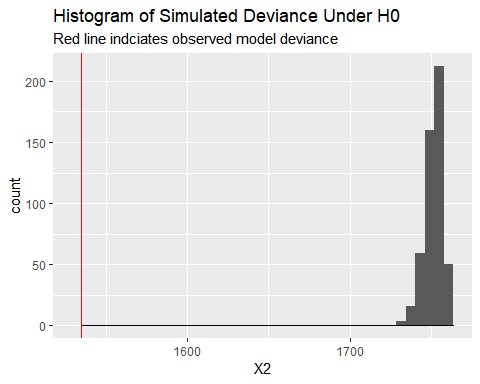 Histogram of Simulated Deviance Under H0
Red line indciates observed model deviance
200
150
100
50
0
count
1600
1700
X2